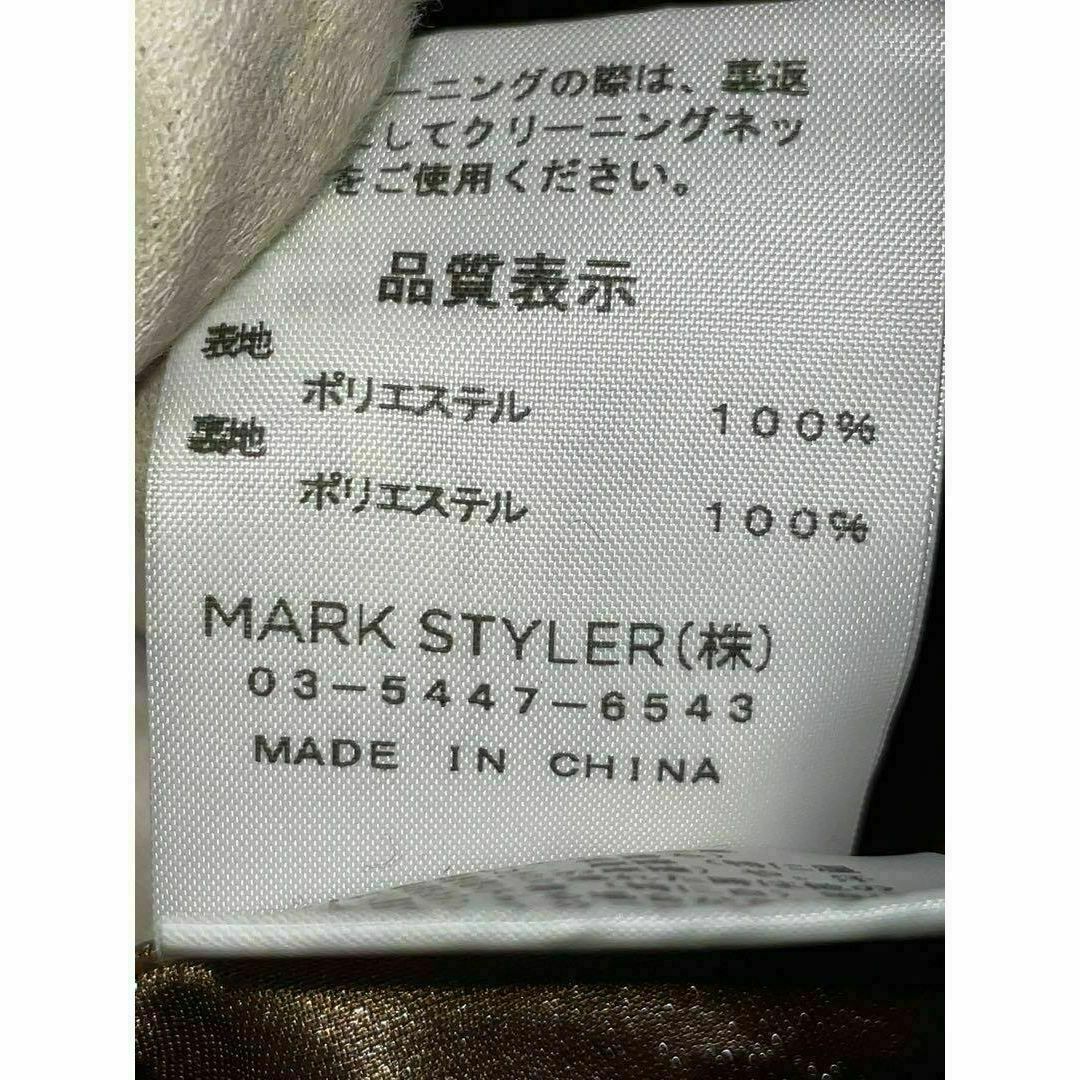 ーニングの際は、裏返
してクリーニングネッ
をご使用ください。
品質表示
表地
ポリエステル 100%
裏地
ポリエステル 100%
MARK STYLER(株)
03-5447-6543
MADE IN CHINA